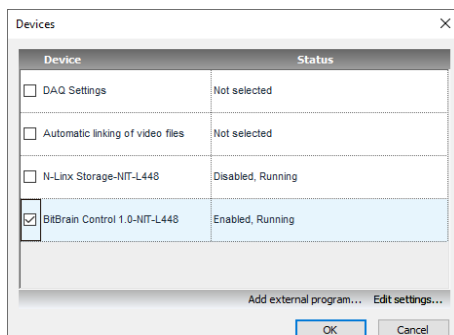 Devices
Device Status
DAQ Settings Not selected
Automatic linking of video files Not selected
N-Linx Storage-NIT-L448 Disabled, Running
BitBrain Control 1.0-NIT-L448 Enabled, Running
Add external program... Edit settings...
OK Cancel